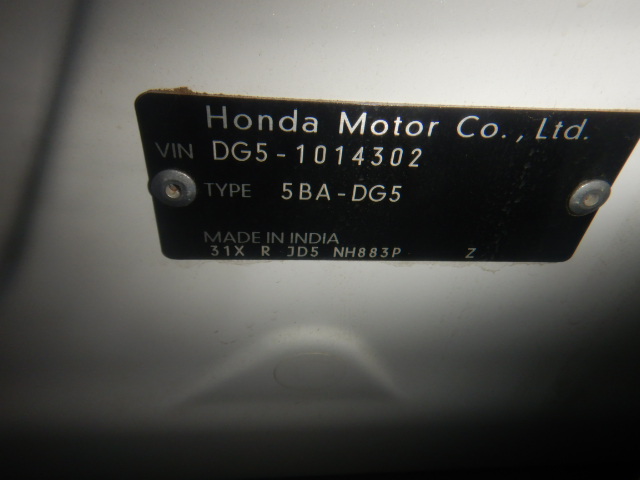 Honda Motor Co., Ltd.
VIN DG5-1014302
TYPE 5BA-DG5
MADE IN INDIA
31X R JD5 NH883P Z